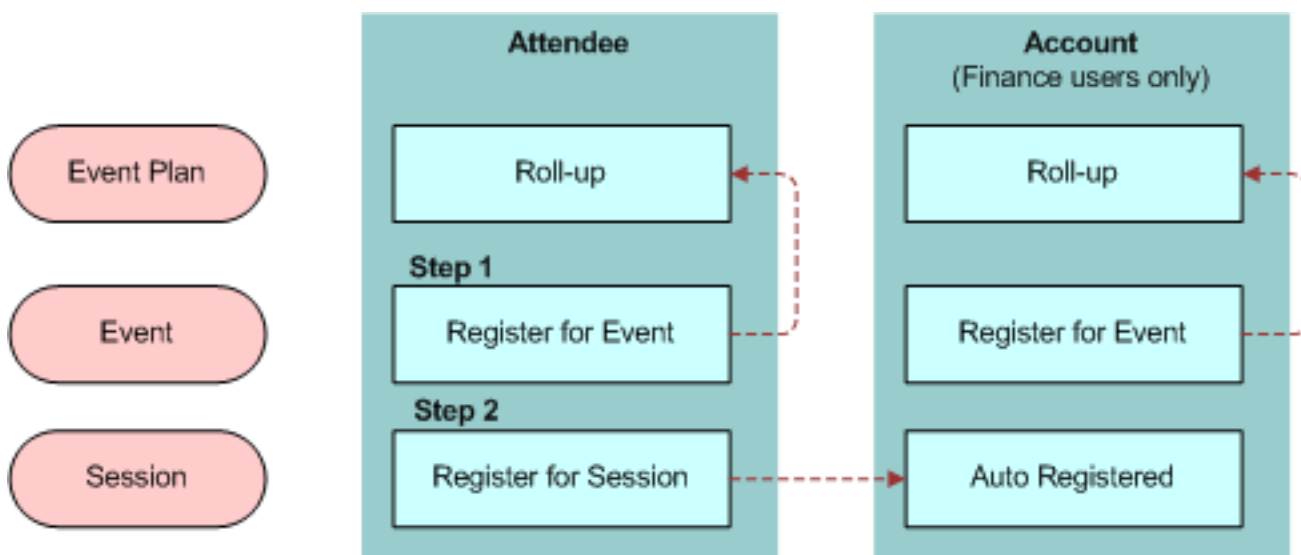 Attendee
Account
(Finance users only)
Event Plan
Roll-up
Roll-up
Step 1
Event
Register for Event
Register for Event
Step 2
Session
Register for Session
Auto Registered